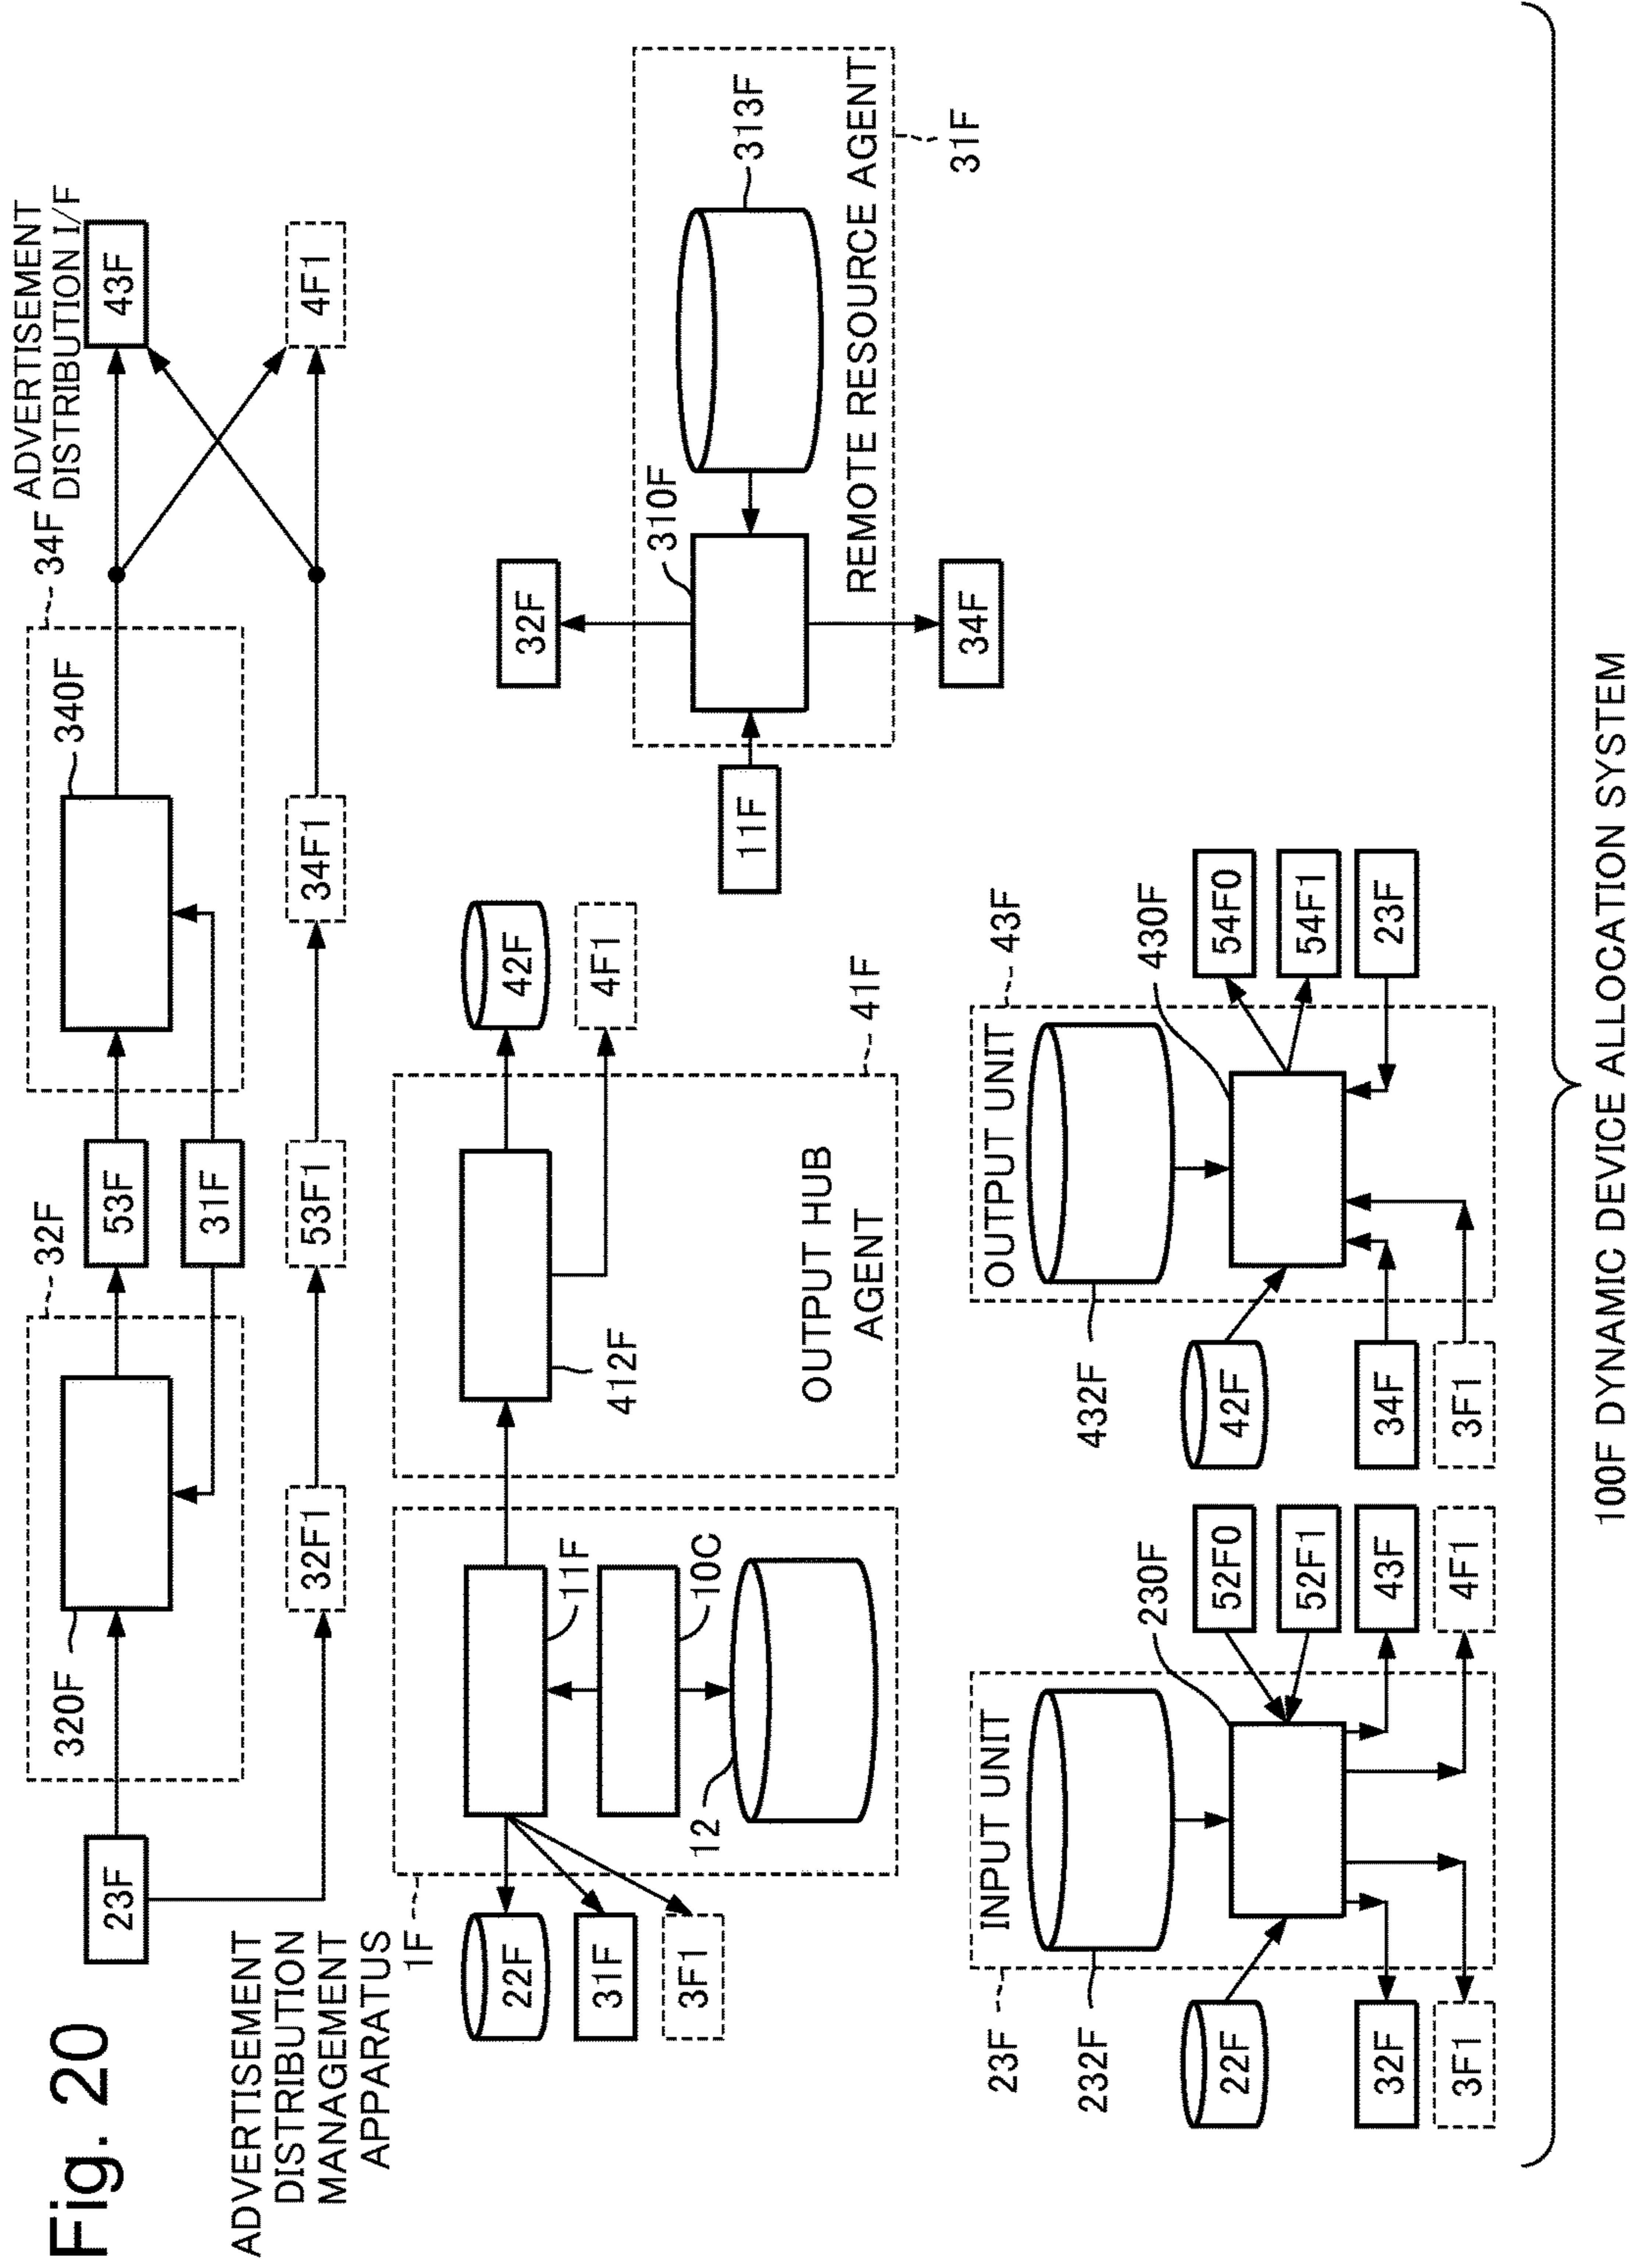 Fig. 20
23F
320F
32F
53F
31F
340F
34F
ADVERTISEMENT
DISTRIBUTION I/F
43F
32F1
53F1
34F1
4F1
ADVERTISEMENT
DISTRIBUTION
MANAGEMENT
APPARATUS
1F
22F
31F
3F1
11F
10C
12
412F
OUTPUT HUB
AGENT
41F
42F
4F1
11F
32F
310F
313F
34F
REMOTE RESOURCE AGENT
31F
INPUT UNIT
23F
232F
230F
22F
32F
3F1
52F0
52F1
43F
4F1
OUTPUT UNIT
43F
432F
430F
42F
34F
3F1
54F0
54F1
23F
100F DYNAMIC DEVICE ALLOCATION SYSTEM